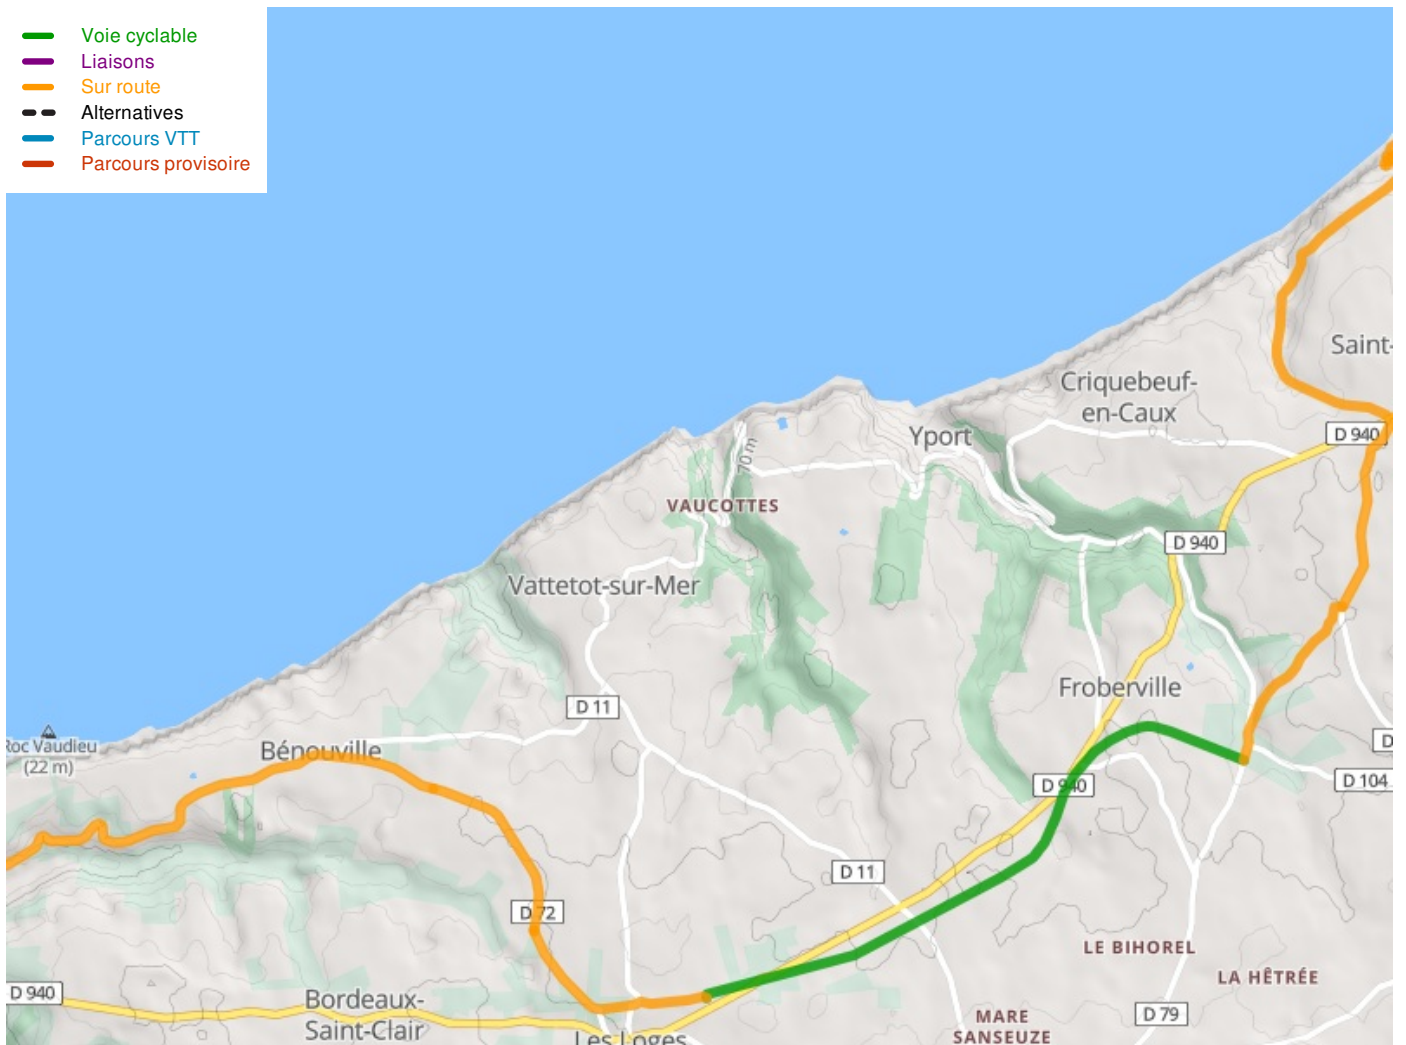 Voie cyclable
Liaisons
Sur route
Alternatives
Parcours VTT
Parcours provisoire
Saint-
Criquebeuf-
en-Caux
Yport
D 940
70 m
VAUCOTTES
D 940
Vattetot-sur-Mer
Froberville
D 11
Roc Vaudieu
(22 m)
Bénouville
D
D 104
D 940
D 11
D 72
LE BIHOREL
LA HÊTRÉE
D 940
Bordeaux-
Saint-Clair
D 79
MARE
SANSEUZE
Les Loges